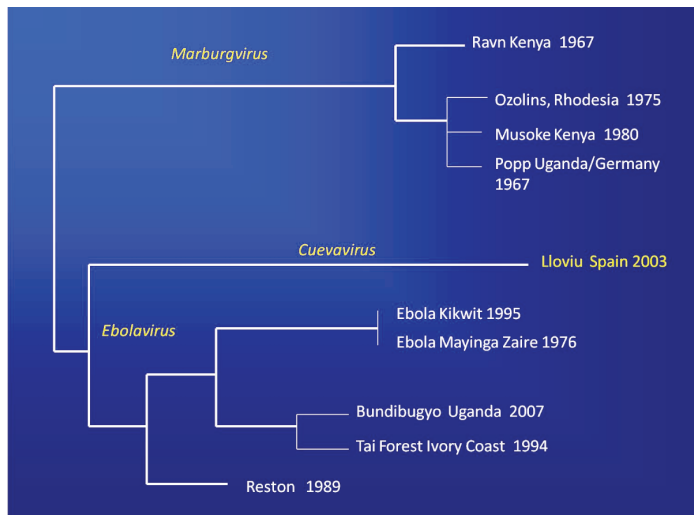 Marburgvirus
Ravn Kenya 1967
Ozolins, Rhodesia 1975
Musoke Kenya 1980
Popp Uganda/Germany
1967
Cuevavirus
Lloviu Spain 2003
Ebolavirus
Ebola Kikwit 1995
Ebola Mayinga Zaire 1976
Bundibugyo Uganda 2007
Tai Forest Ivory Coast 1994
Reston 1989